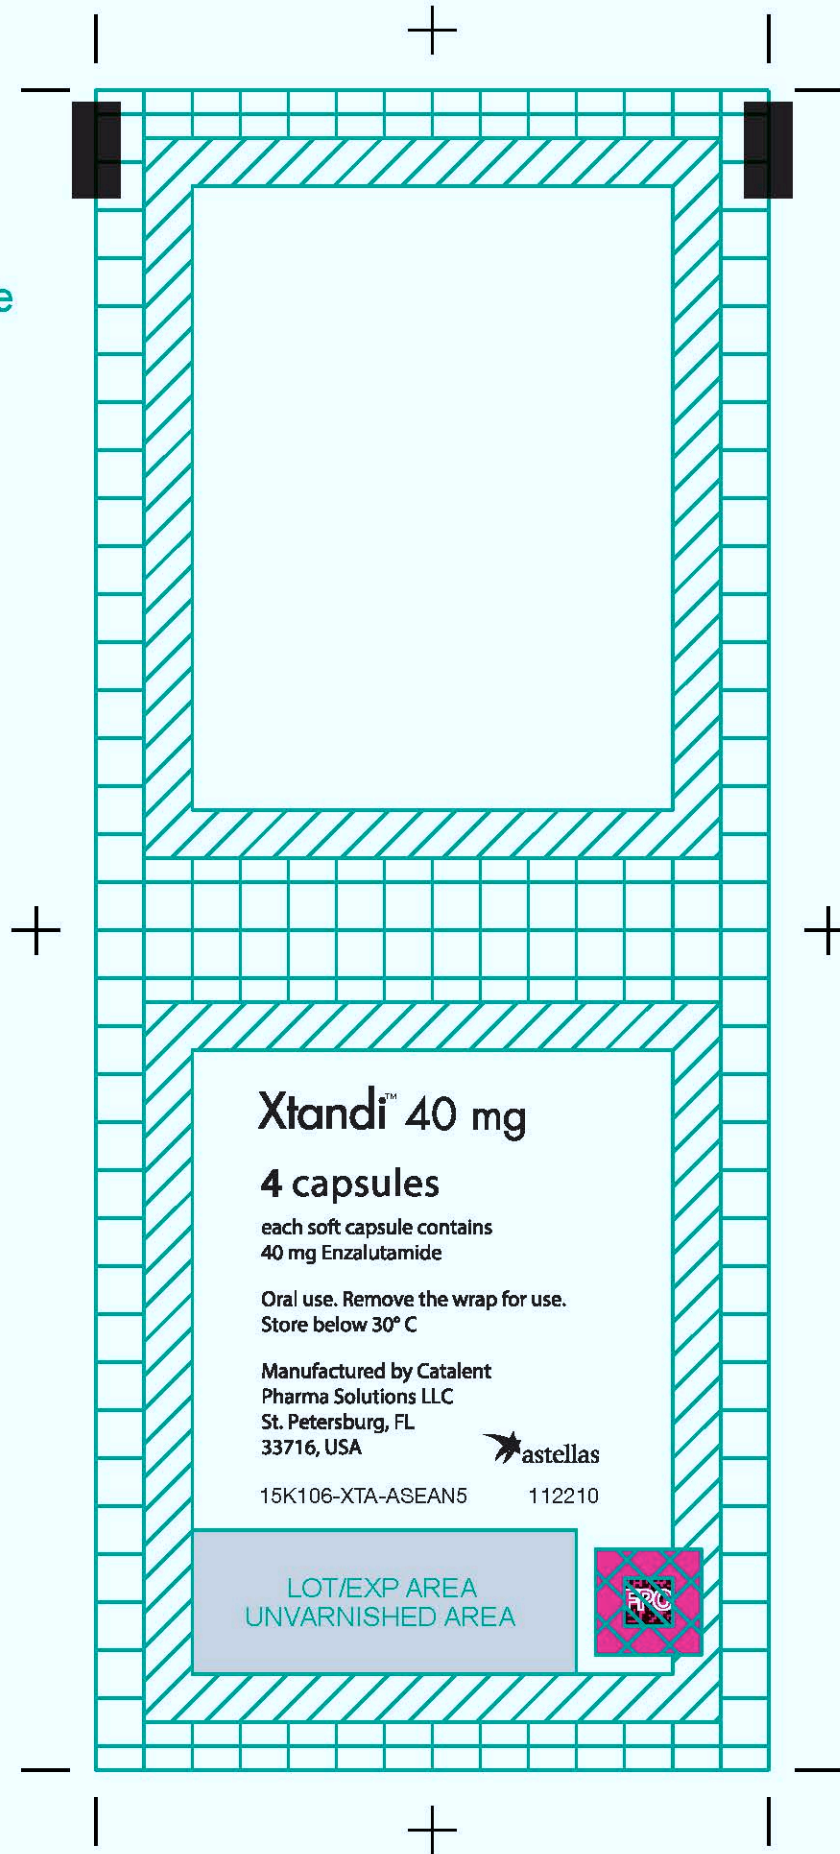 e
Xtandi™ 40 mg
4 capsules
each soft capsule contains
40 mg Enzalutamide
Oral use. Remove the wrap for use.
Store below 30° C
Manufactured by Catalent
Pharma Solutions LLC
St. Petersburg, FL
33716, USA
astellas
15K106-XTA-ASEAN5 112210
LOT/EXP AREA
UNVARNISHED AREA